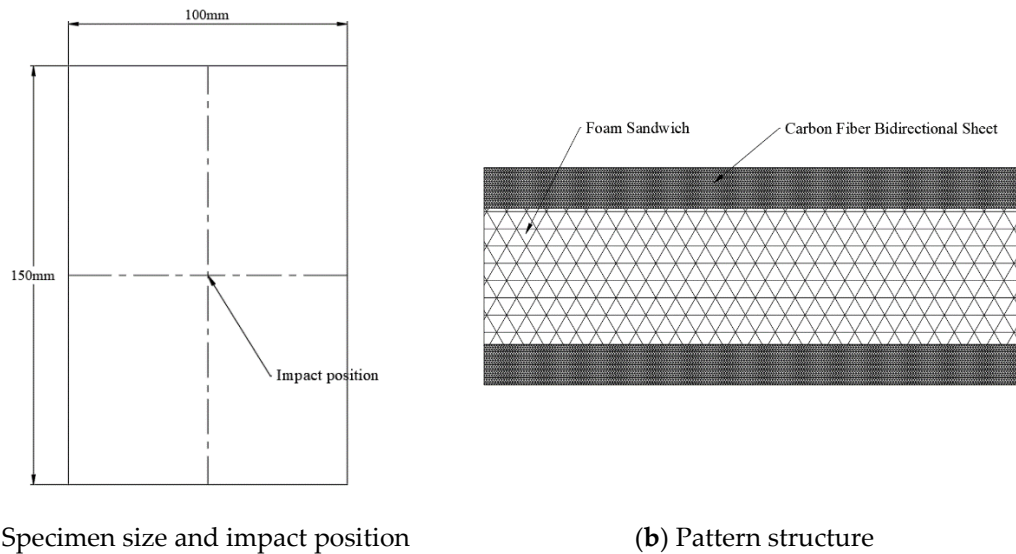 100mm
150mm
Impact position
Foam Sandwich
Carbon Fiber Bidirectional Sheet
Specimen size and impact position
(b) Pattern structure